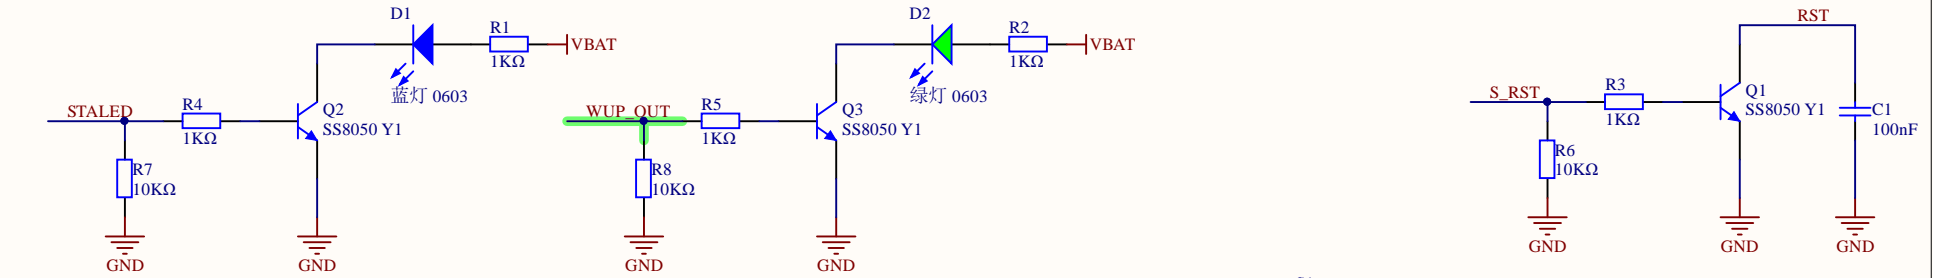 D1
R1
VBAT
1KΩ
蓝灯 0603
STALED
R4
1KΩ
Q2
SS8050 Y1
R7
10KΩ
GND
GND
D2
R2
VBAT
1KΩ
绿灯 0603
WUP_OUT
R5
1KΩ
Q3
SS8050 Y1
R8
10KΩ
GND
GND
RST
S_RST
R3
1KΩ
Q1
SS8050 Y1
C1
100nF
R6
10KΩ
GND
GND
GND